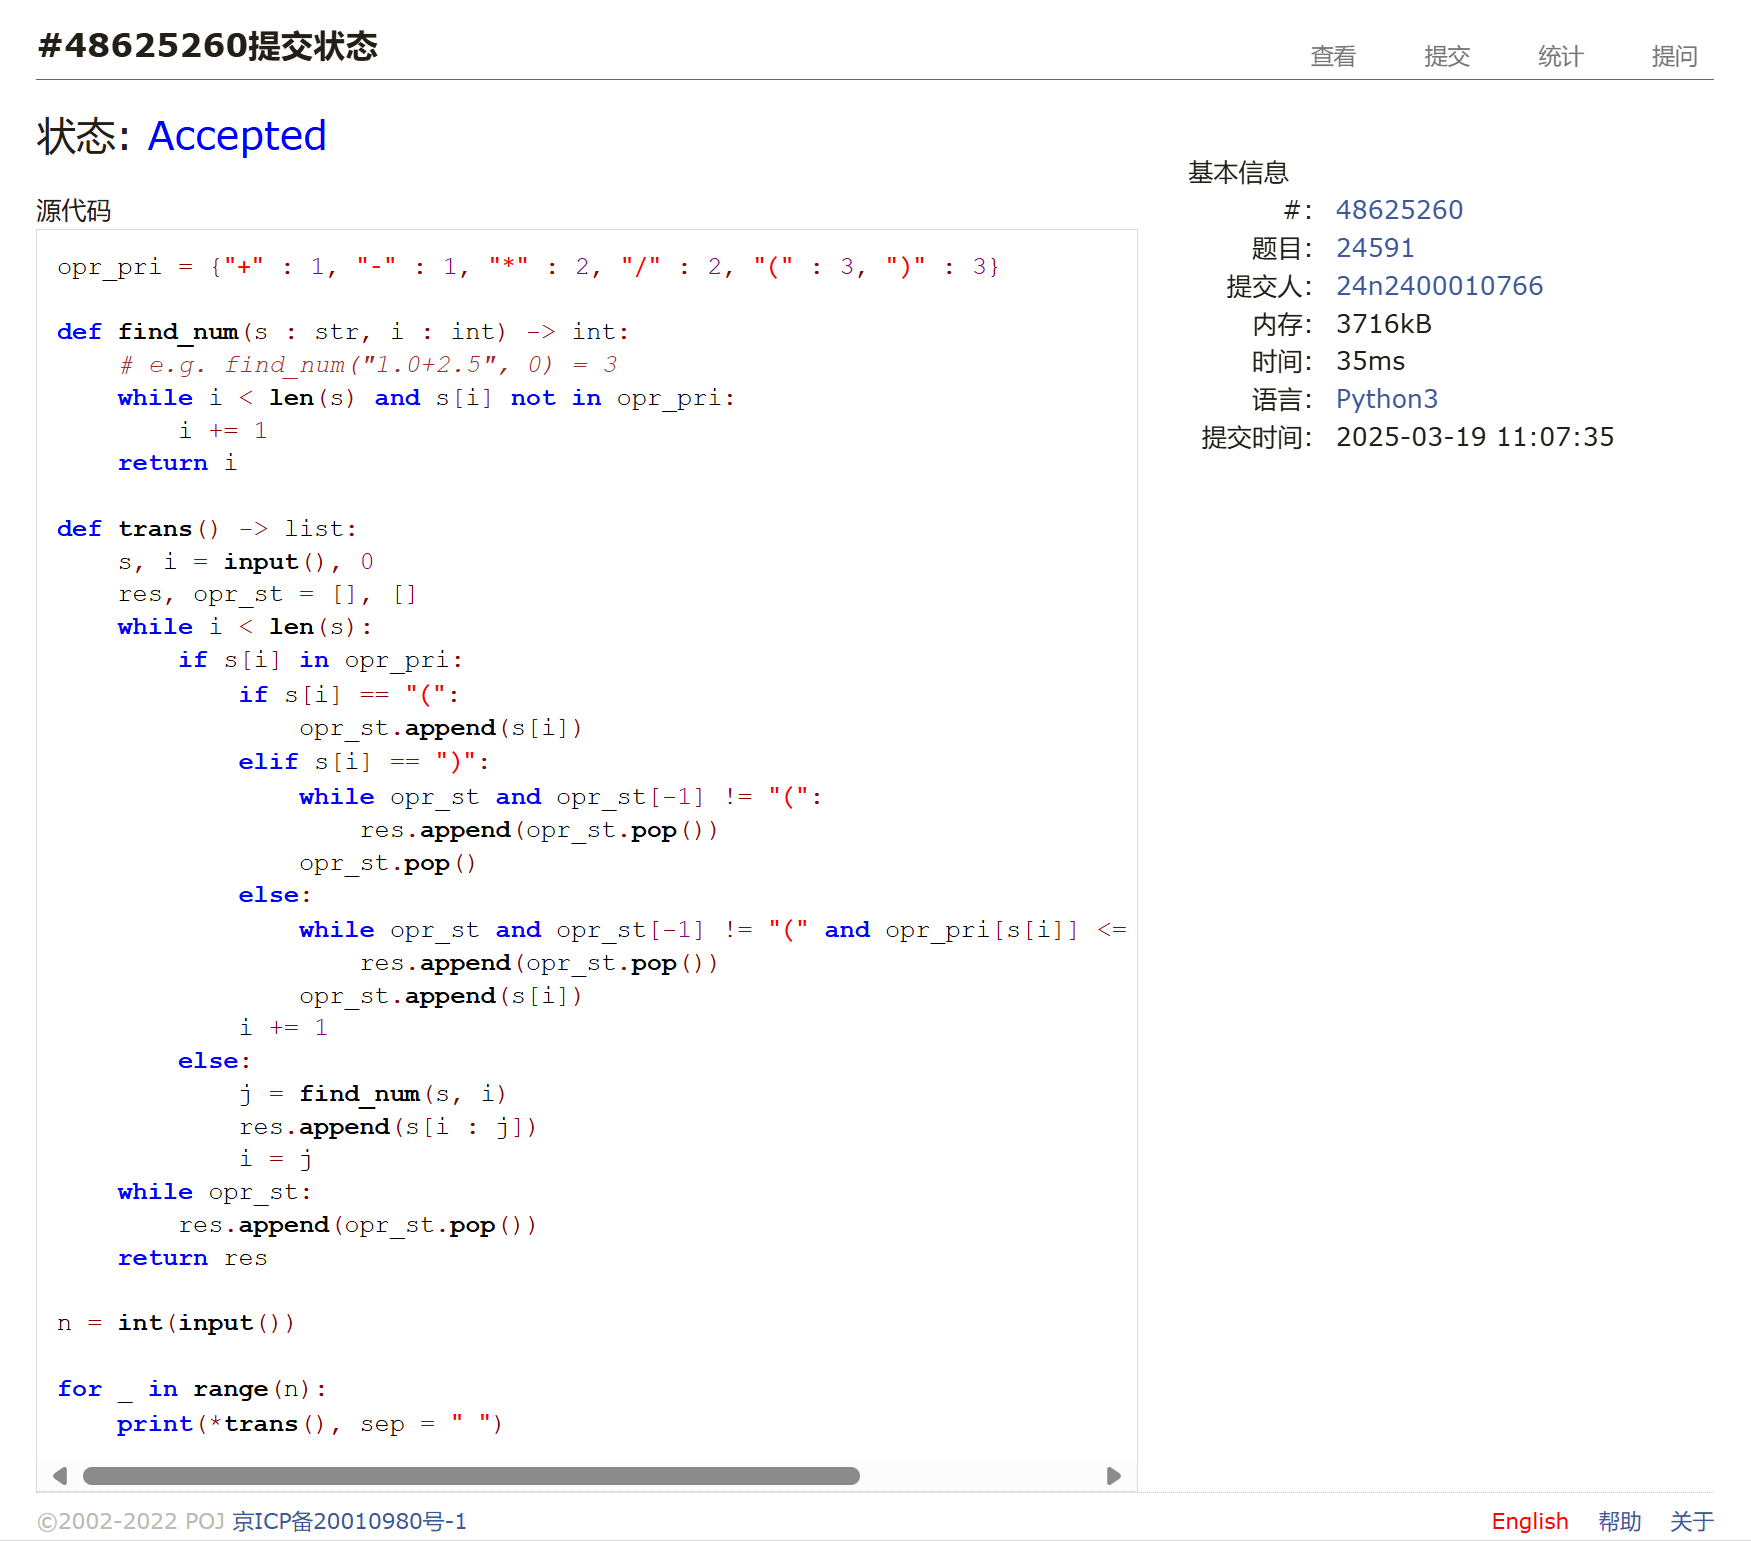 #48625260提交状态
查看 提交 统计 提问
状态: Accepted
源代码
opr_pri = {"+" : 1, "-" : 1, "*" : 2, "/" : 2, "(" : 3, ")" : 3}
def find_num(s : str, i : int) -> int:
    # e.g. find_num("1.0+2.5", 0) = 3
    while i < len(s) and s[i] not in opr_pri:
        i += 1
    return i
def trans() -> list:
    s, i = input(), 0
    res, opr_st = [], []
    while i < len(s):
        if s[i] in opr_pri:
            if s[i] == "(":
                opr_st.append(s[i])
            elif s[i] == ")":
                while opr_st and opr_st[-1] != "(":
                    res.append(opr_st.pop())
                opr_st.pop()
            else:
                while opr_st and opr_st[-1] != "(" and opr_pri[s[i]] <=
                    res.append(opr_st.pop())
                opr_st.append(s[i])
            i += 1
        else:
            j = find_num(s, i)
            res.append(s[i : j])
            i = j
    while opr_st:
        res.append(opr_st.pop())
    return res
n = int(input())
for _ in range(n):
    print(*trans(), sep = " ")
基本信息
#: 48625260
题目: 24591
提交人: 24n2400010766
内存: 3716kB
时间: 35ms
语言: Python3
提交时间: 2025-03-19 11:07:35
©2002-2022 POJ 京ICP备20010980号-1
English 帮助 关于